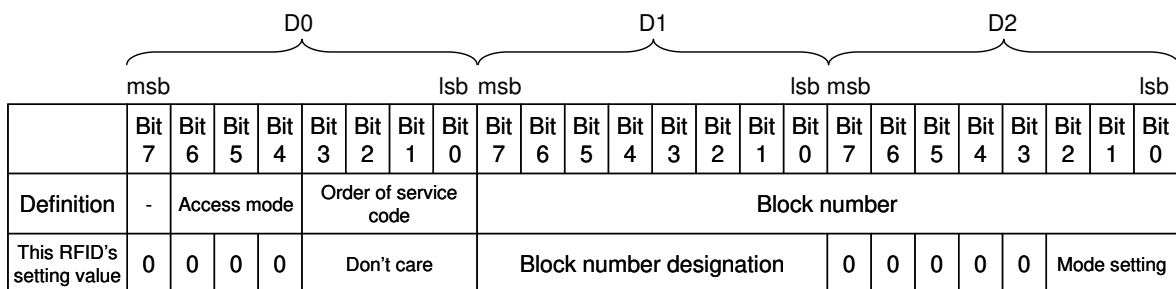 D0 D1 D2
msb lsb msb lsb msb lsb
Bit 7 Bit 6 Bit 5 Bit 4 Bit 3 Bit 2 Bit 1 Bit 0 Bit 7 Bit 6 Bit 5 Bit 4 Bit 3 Bit 2 Bit 1 Bit 0 Bit 7 Bit 6 Bit 5 Bit 4 Bit 3 Bit 2 Bit 1 Bit 0
Definition - Access mode Order of service code Block number
This RFID's setting value 0 0 0 0 Don't care Block number designation 0 0 0 0 0 Mode setting